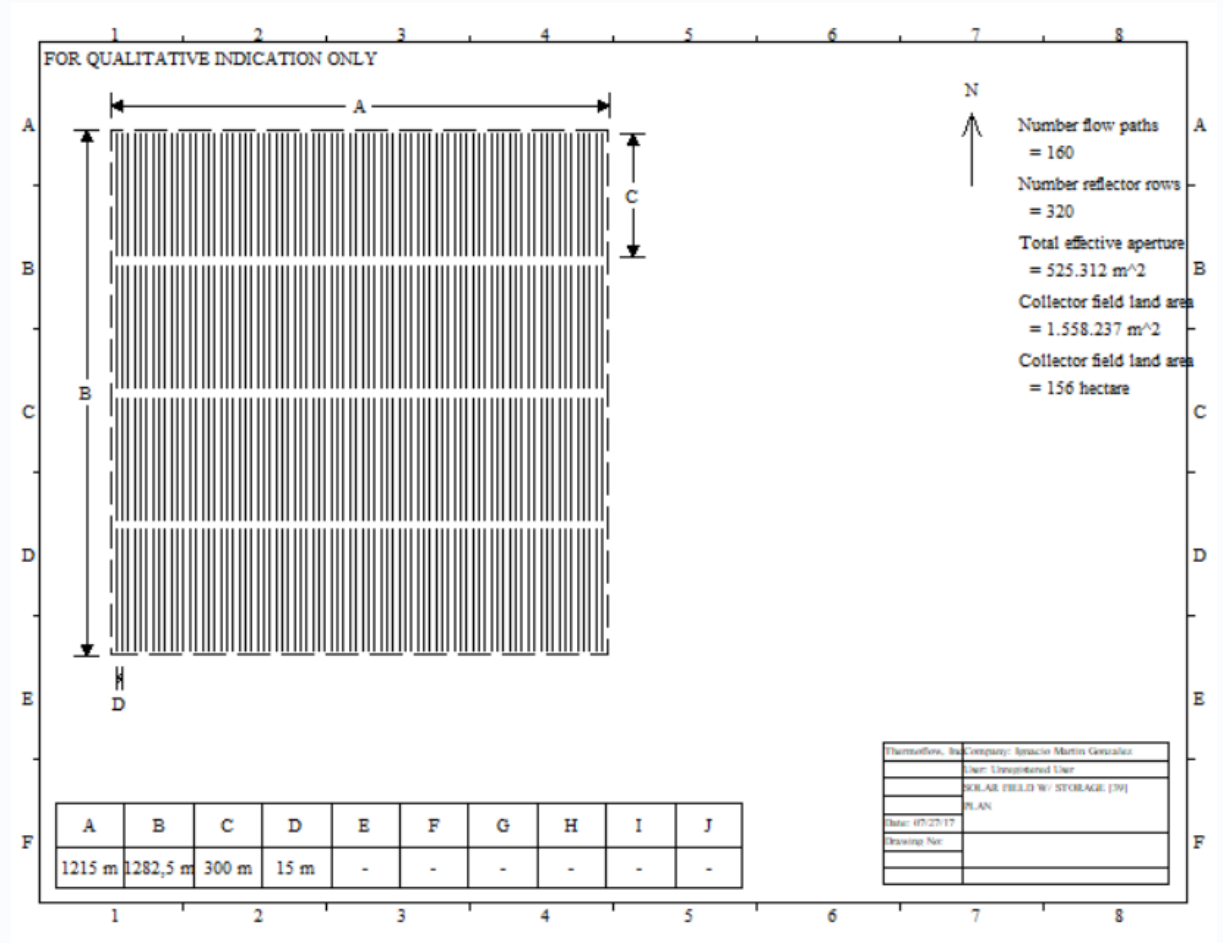 1 2 3 4 5 6 7 8
FOR QUALITATIVE INDICATION ONLY
A
N
A
Number flow paths
A
= 160
C
Number reflector rows
= 320
Total effective aperture
B
= 525.312 m^2
B
Collector field land area
= 1.558.237 m^2
Collector field land area
B
= 156 hectare
C
C
D
D
E
D
E
Thermoflow, In
Company: Ignacio Martin Gonzalez
User: Unregistered User
SOLAR FIELD W/ STORAGE [39]
PLAN
Date: 07/27/17
Drawing No:
F
A B C D E F G H I J
F
1215 m 1282,5 m 300 m 15 m - - - - - -
1 2 3 4 5 6 7 8